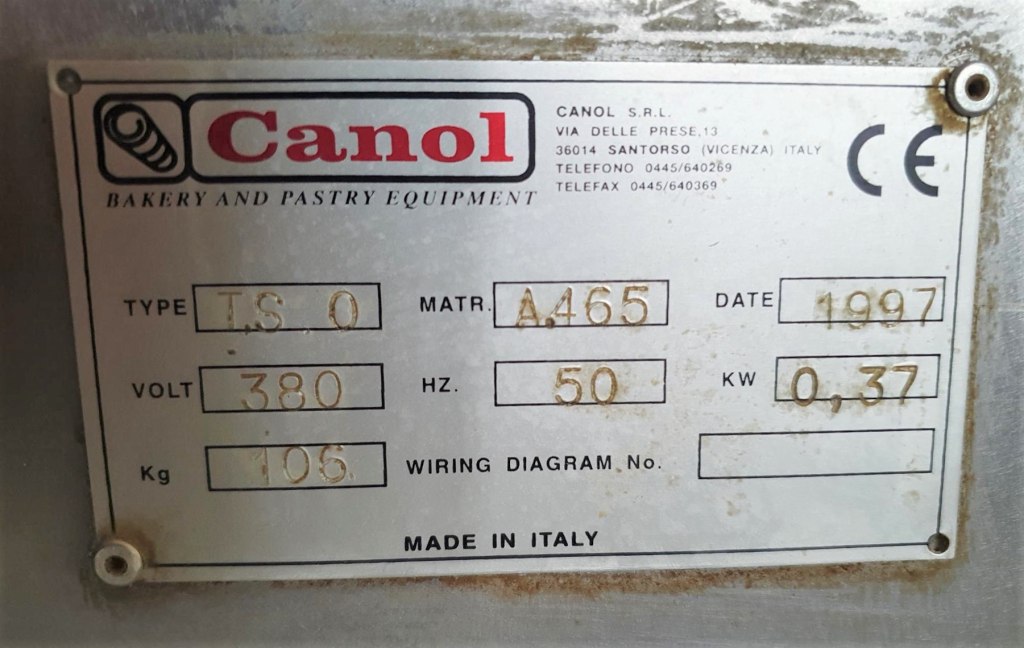 Canol
BAKERY AND PASTRY EQUIPMENT
CANOL S.R.L.
VIA DELLE PRESE,13
36014 SANTORSO (VICENZA) ITALY
TELEFONO 0445/640269
TELEFAX 0445/640369
CE
TYPE T.S. 0 MATR. A.465 DATE 1997
VOLT 380 HZ. 50 KW 0,37
Kg 106 WIRING DIAGRAM No.
MADE IN ITALY